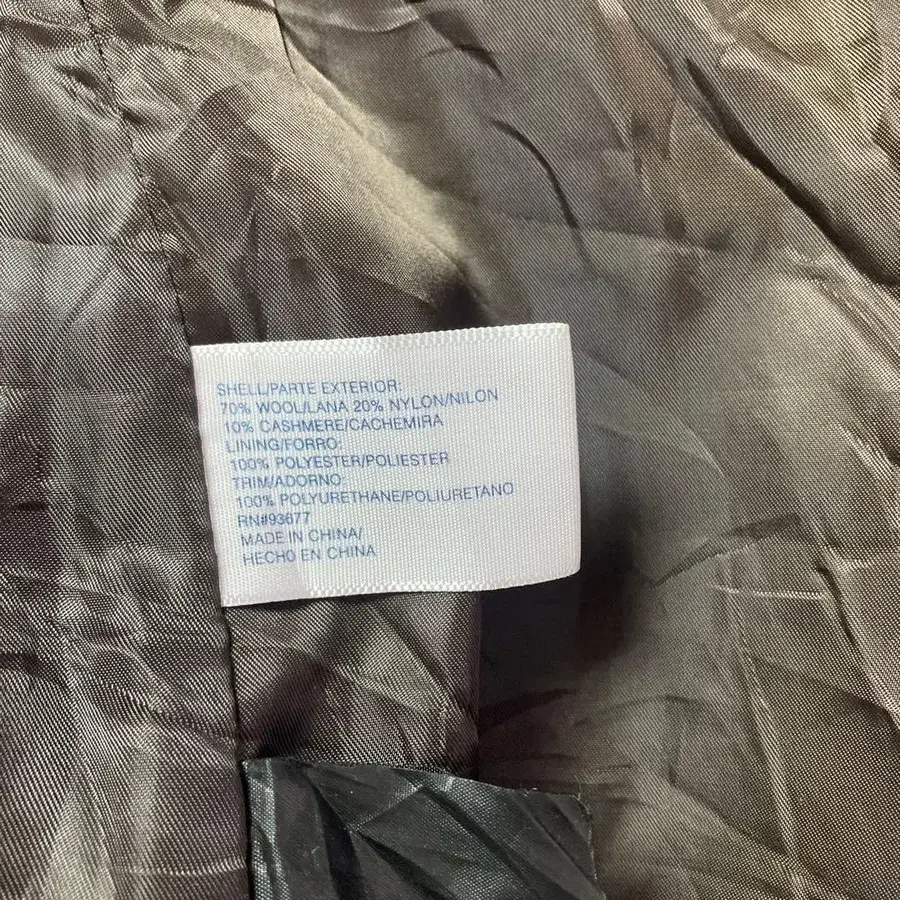 SHELL/PARTE EXTERIOR:
70% WOOL/LANA 20% NYLON/NILON
10% CASHMERE/CACHEMIRA
LINING/FORRO:
100% POLYESTER/POLIESTER
TRIM/ADORNO:
100% POLYURETHANE/POLIURETANO
RN#93677
MADE IN CHINA/
HECHO EN CHINA